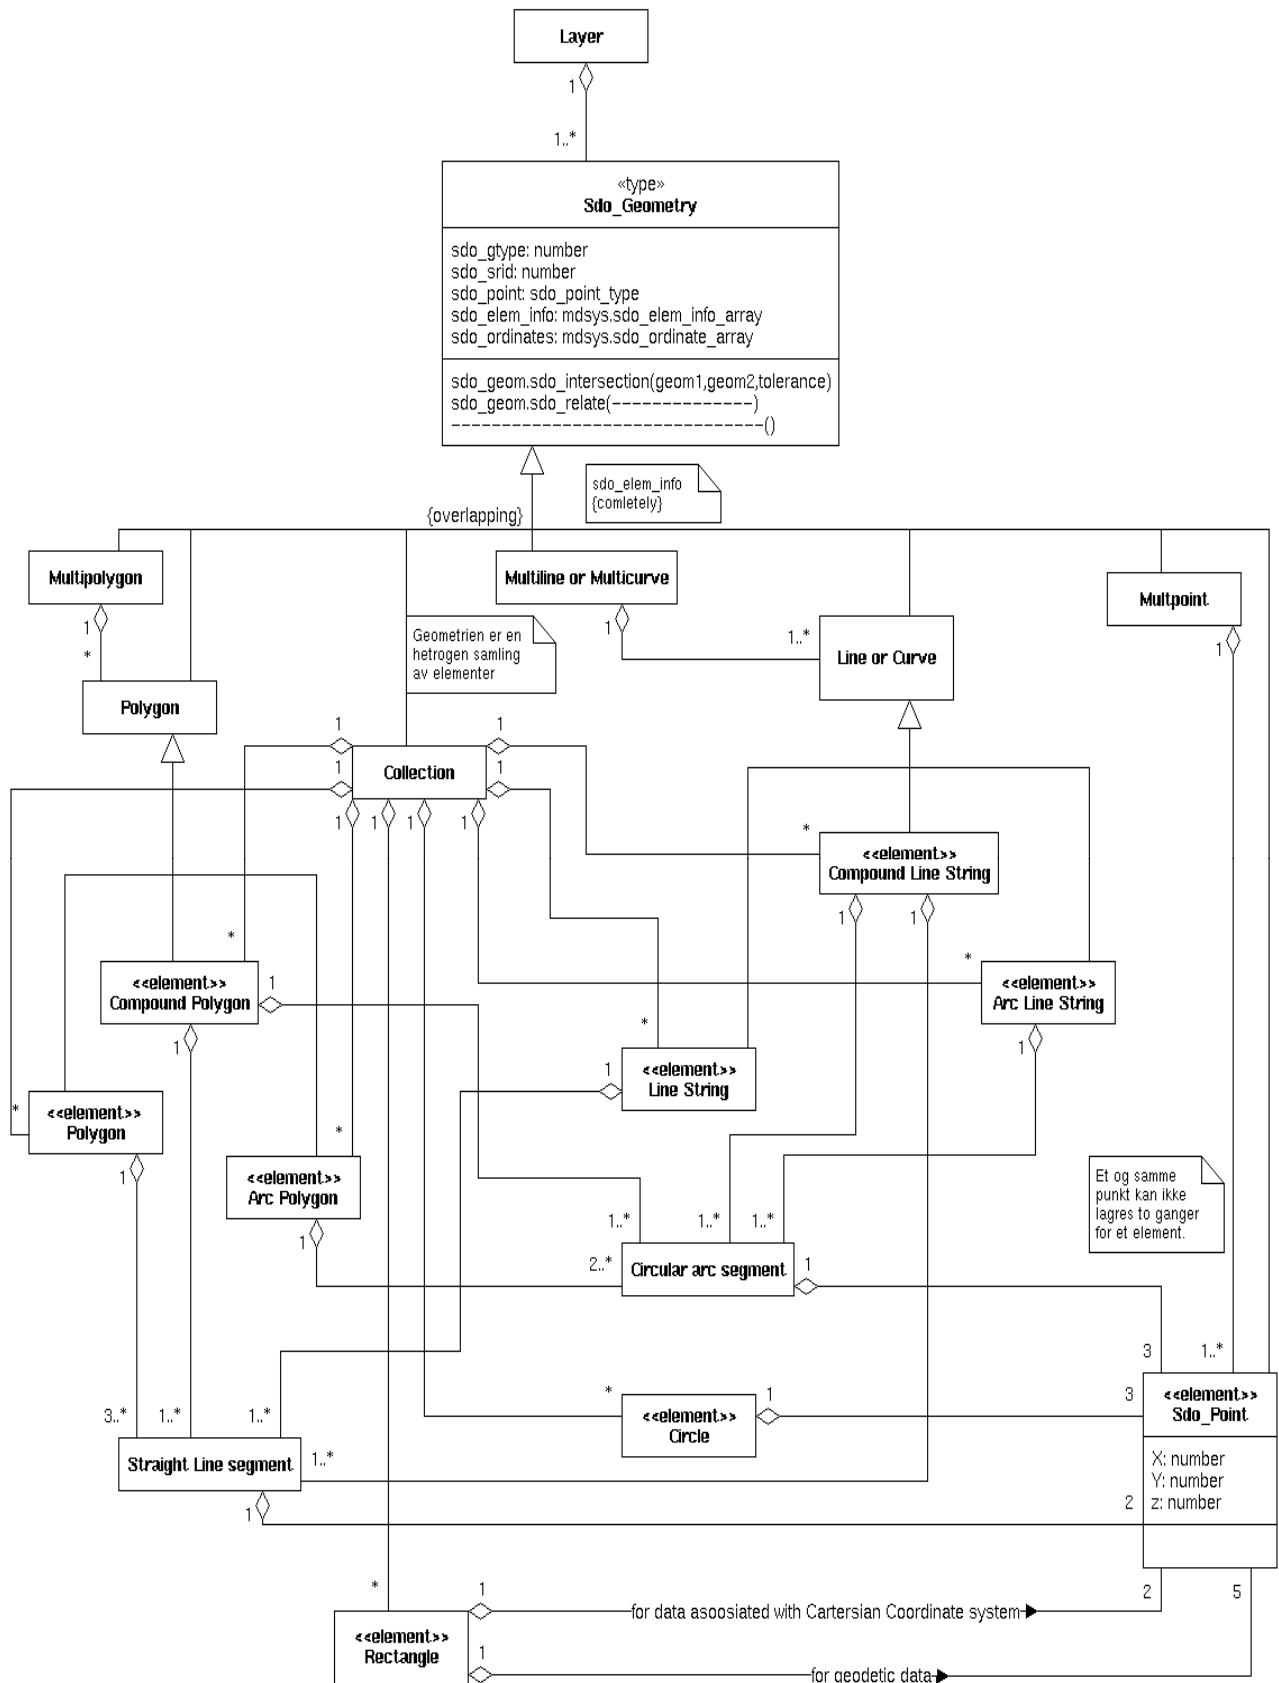 Layer
1
1..*
«type»
Sdo_Geometry
sdo_gtype: number
sdo_srid: number
sdo_point: sdo_point_type
sdo_elem_info: mdsys.sdo_elem_info_array
sdo_ordinates: mdsys.sdo_ordinate_array
sdo_geom.sdo_intersection(geom1,geom2,tolerance)
sdo_geom.sdo_relate(---------------)
--------------------------------()
sdo_elem_info
{comletely}
{overlapping}
Multipolygon
Multiline or Multicurve
Multpoint
1
*
1
1..*
1
Geometrien er en
hetrogen samling
av elementer
Line or Curve
Polygon
1
1
Collection
1
1
1
1
1
1
*
<<element>>
Compound Line String
1
1
*
*
<<element>>
Compound Polygon
1
<<element>>
Arc Line String
1
1
*
<<element>>
Line String
1
*
<<element>>
Polygon
1
*
<<element>>
Arc Polygon
1
Et og samme
punkt kan ikke
lagres to ganger
for et element.
1..*
1..*
1..*
2..*
Circular arc segment
1
3
1..*
3..*
1..*
1..*
*
<<element>>
Circle
1
3
<<element>>
Sdo_Point
X: number
Y: number
z: number
Straight Line segment
1..*
1
2
*
1
for data asoosiated with Cartersian Coordinate system
2
5
<<element>>
Rectangle
1
for geodetic data